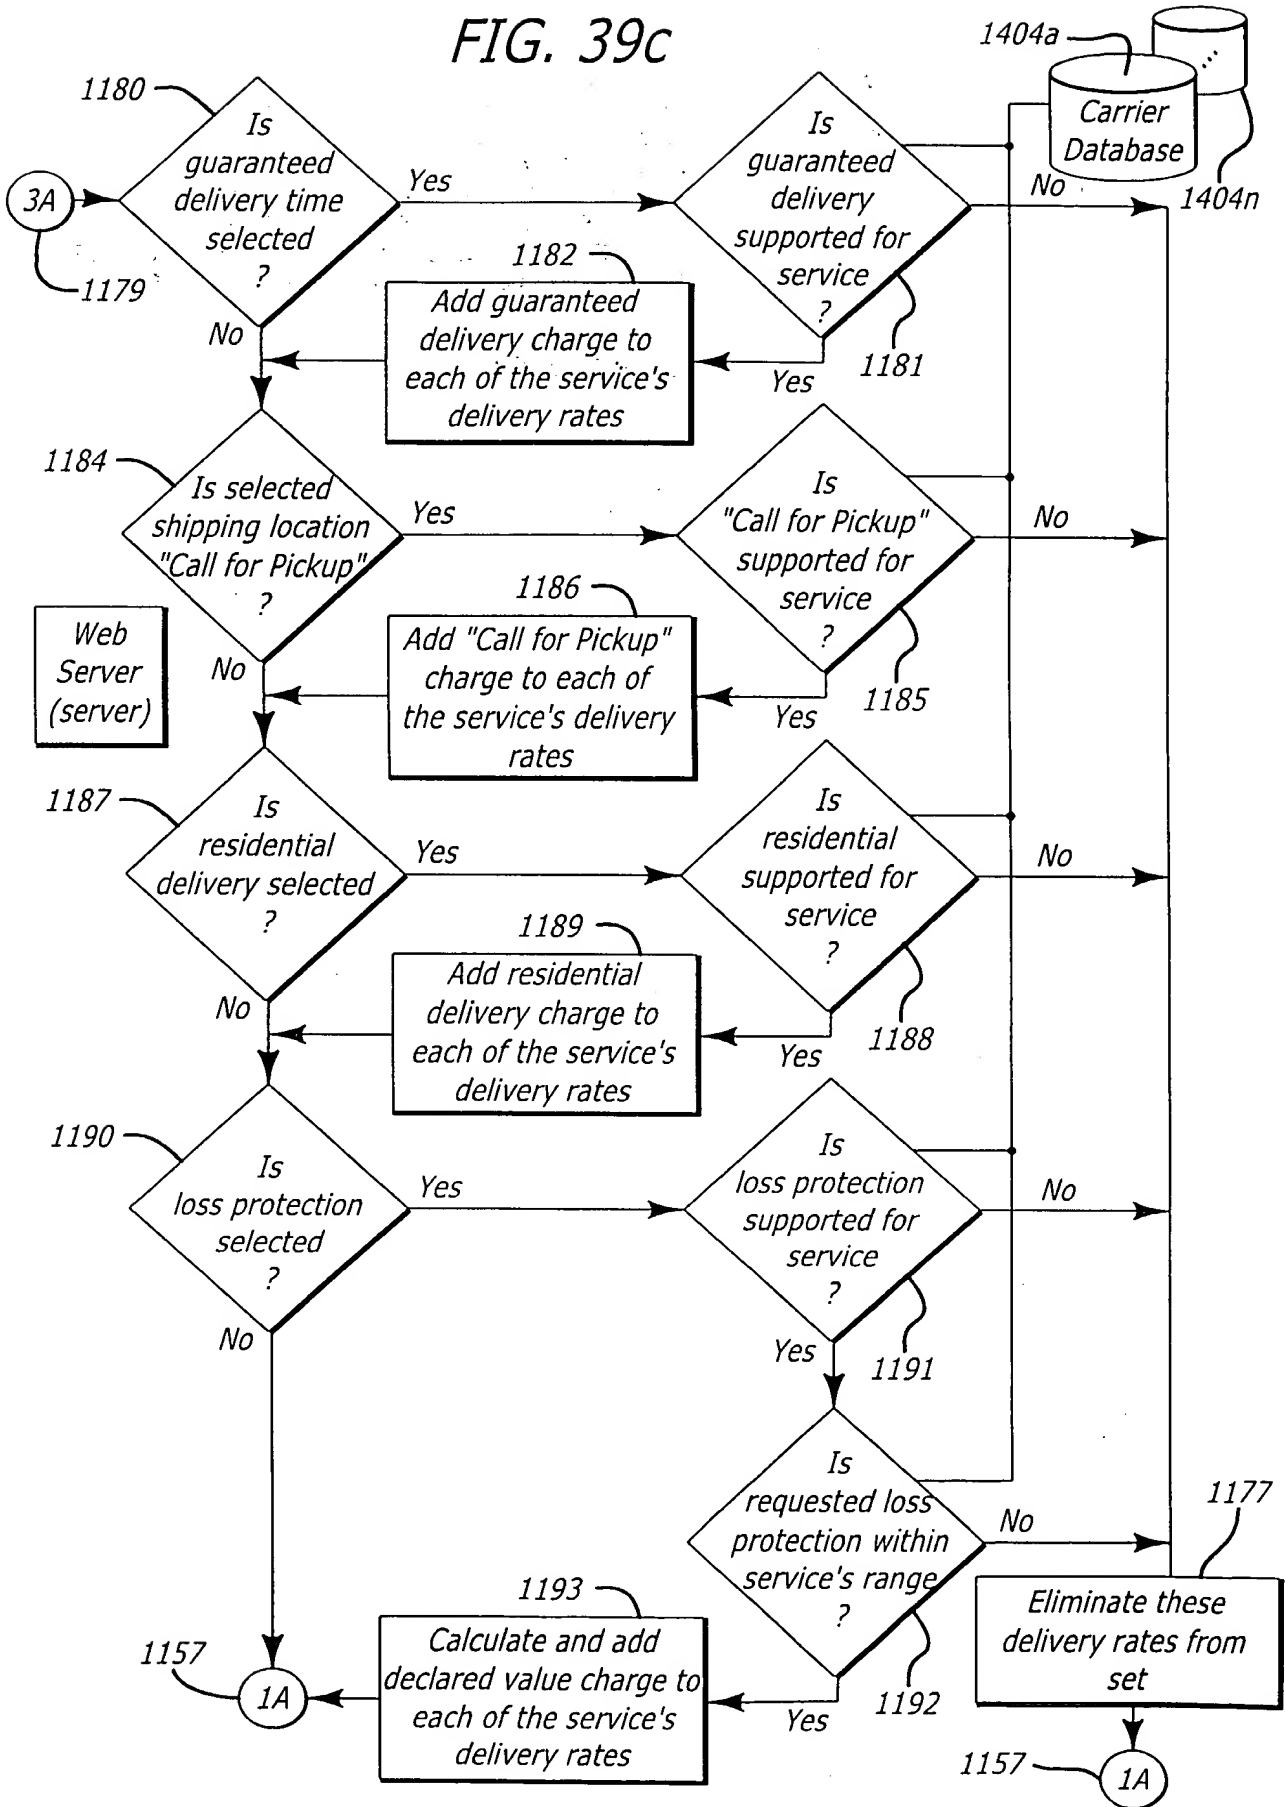 FIG. 39c
1404a
Carrier
Database
1404n
1180
Is
guaranteed
delivery time
selected
?
Yes
Is
guaranteed
delivery
supported for
service
?
No
3A
1179
No
1182
Add guaranteed
delivery charge to
each of the service's
delivery rates
Yes
1181
1184
Is selected
shipping location
"Call for Pickup"
?
Yes
Is
"Call for Pickup"
supported for
service
?
No
Web
Server
(server)
No
1186
Add "Call for Pickup"
charge to each of
the service's delivery
rates
Yes
1185
1187
Is
residential
delivery selected
?
Yes
Is
residential
supported for
service
?
No
No
1189
Add residential
delivery charge to
each of the service's
delivery rates
Yes
1188
1190
Is
loss protection
selected
?
Yes
Is
loss protection
supported for
service
?
No
No
Yes
1191
Is
requested loss
protection within
service's range
?
No
1177
Eliminate these
delivery rates from
set
1193
Calculate and add
declared value charge to
each of the service's
delivery rates
Yes
1192
1157
1A
1157
1A